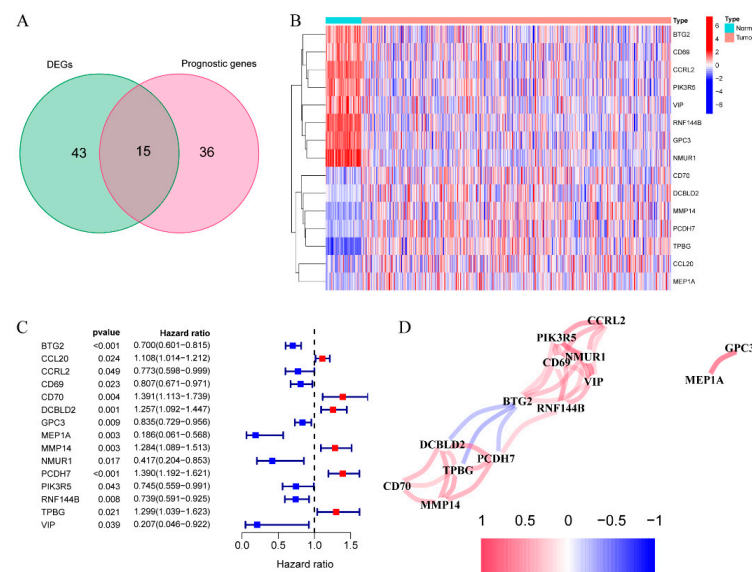 A
DEGs
Prognostic genes
43
15
36
B
Type
BTG2
CD69
CCRL2
PIK3R5
VIP
RNF144B
GPC3
NMUR1
CD70
DCBLD2
MMP14
PCDH7
TPBG
CCL20
MEP1A
6
4
2
0
-2
-4
-6
Type
Norm
Tumo
C
pvalue Hazard ratio
BTG2 <0.001 0.700(0.601-0.815)
CCL20 0.024 1.108(1.014-1.212)
CCRL2 0.049 0.773(0.598-0.999)
CD69 0.023 0.807(0.671-0.971)
CD70 0.004 1.391(1.113-1.739)
DCBLD2 0.001 1.257(1.092-1.447)
GPC3 0.009 0.835(0.729-0.956)
MEP1A 0.003 0.186(0.061-0.568)
MMP14 0.003 1.284(1.089-1.513)
NMUR1 0.017 0.417(0.204-0.853)
PCDH7 <0.001 1.390(1.192-1.621)
PIK3R5 0.043 0.745(0.559-0.991)
RNF144B 0.008 0.739(0.591-0.925)
TPBG 0.021 1.299(1.039-1.623)
VIP 0.039 0.207(0.046-0.922)
0.0 0.5 1.0 1.5
Hazard ratio
D
CCRL2
PIK3R5
NMUR1
CD69
VIP
GPC3
MEP1A
BTG2
RNF144B
DCBLD2
PCDH7
TPBG
CD70
MMP14
1 0.5 0 -0.5 -1